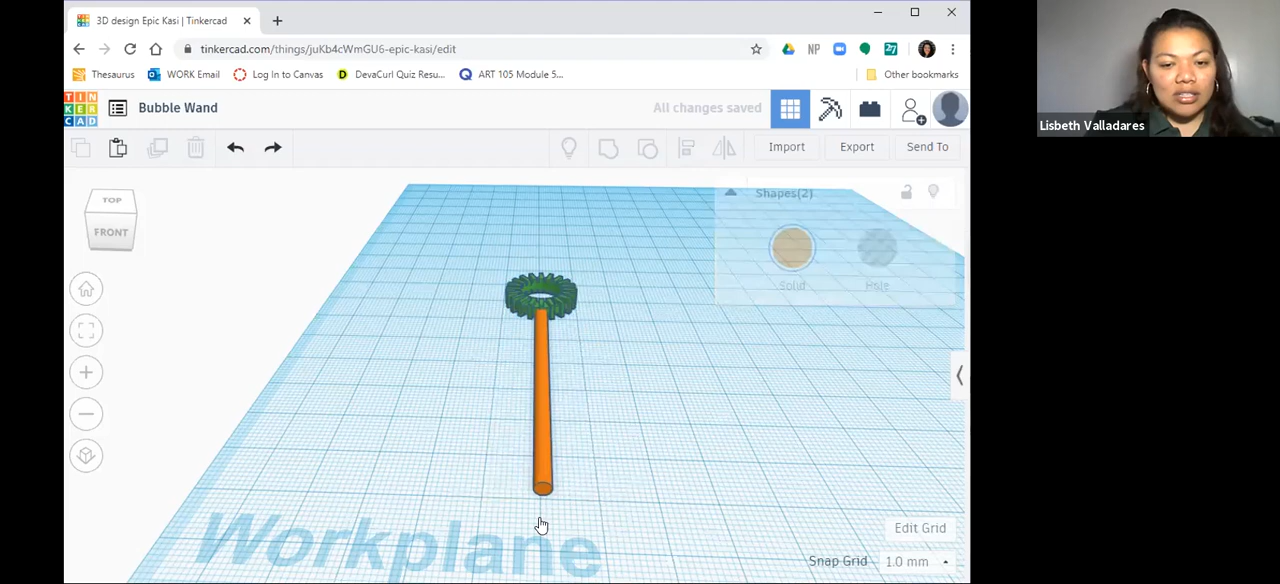 3D design Epic Kasi | Tinkercad
tinkercad.com/things/juKb4cWmGU6-epic-kasi/edit
NP
27
Thesaurus
WORK Email
Log In to Canvas
D
DevaCurl Quiz Resu...
Q
ART 105 Module 5...
Other bookmarks
TIN
KER
CAD
Bubble Wand
All changes saved
Import
Export
Send To
Shapes(2)
Solid
Hole
TOP
FRONT
Workplane
Edit Grid
Snap Grid
1.0 mm
Lisbeth Valladares